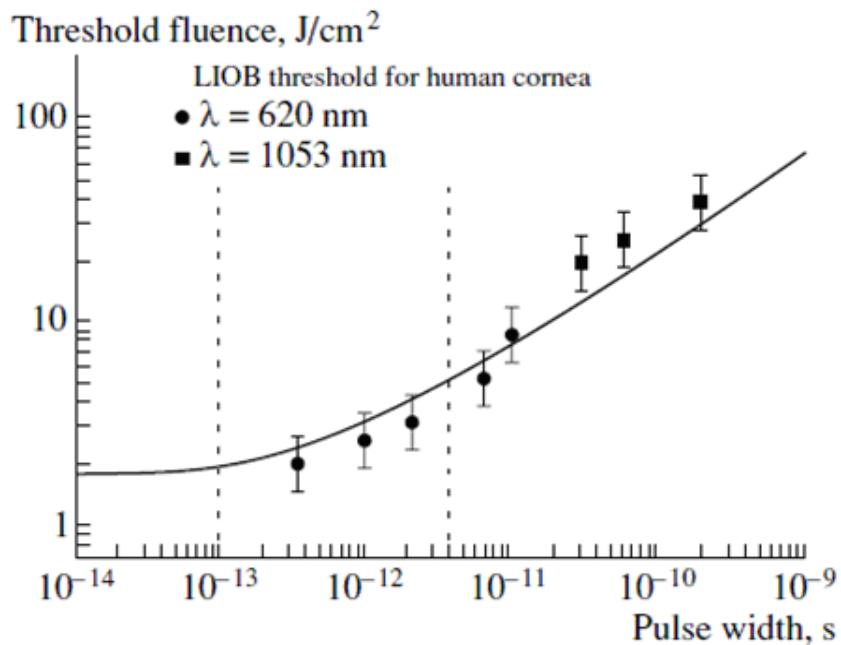 Threshold fluence, J/cm²
LIOB threshold for human cornea
λ = 620 nm
λ = 1053 nm
100
10
1
10⁻¹⁴ 10⁻¹³ 10⁻¹² 10⁻¹¹ 10⁻¹⁰ 10⁻⁹
Pulse width, s